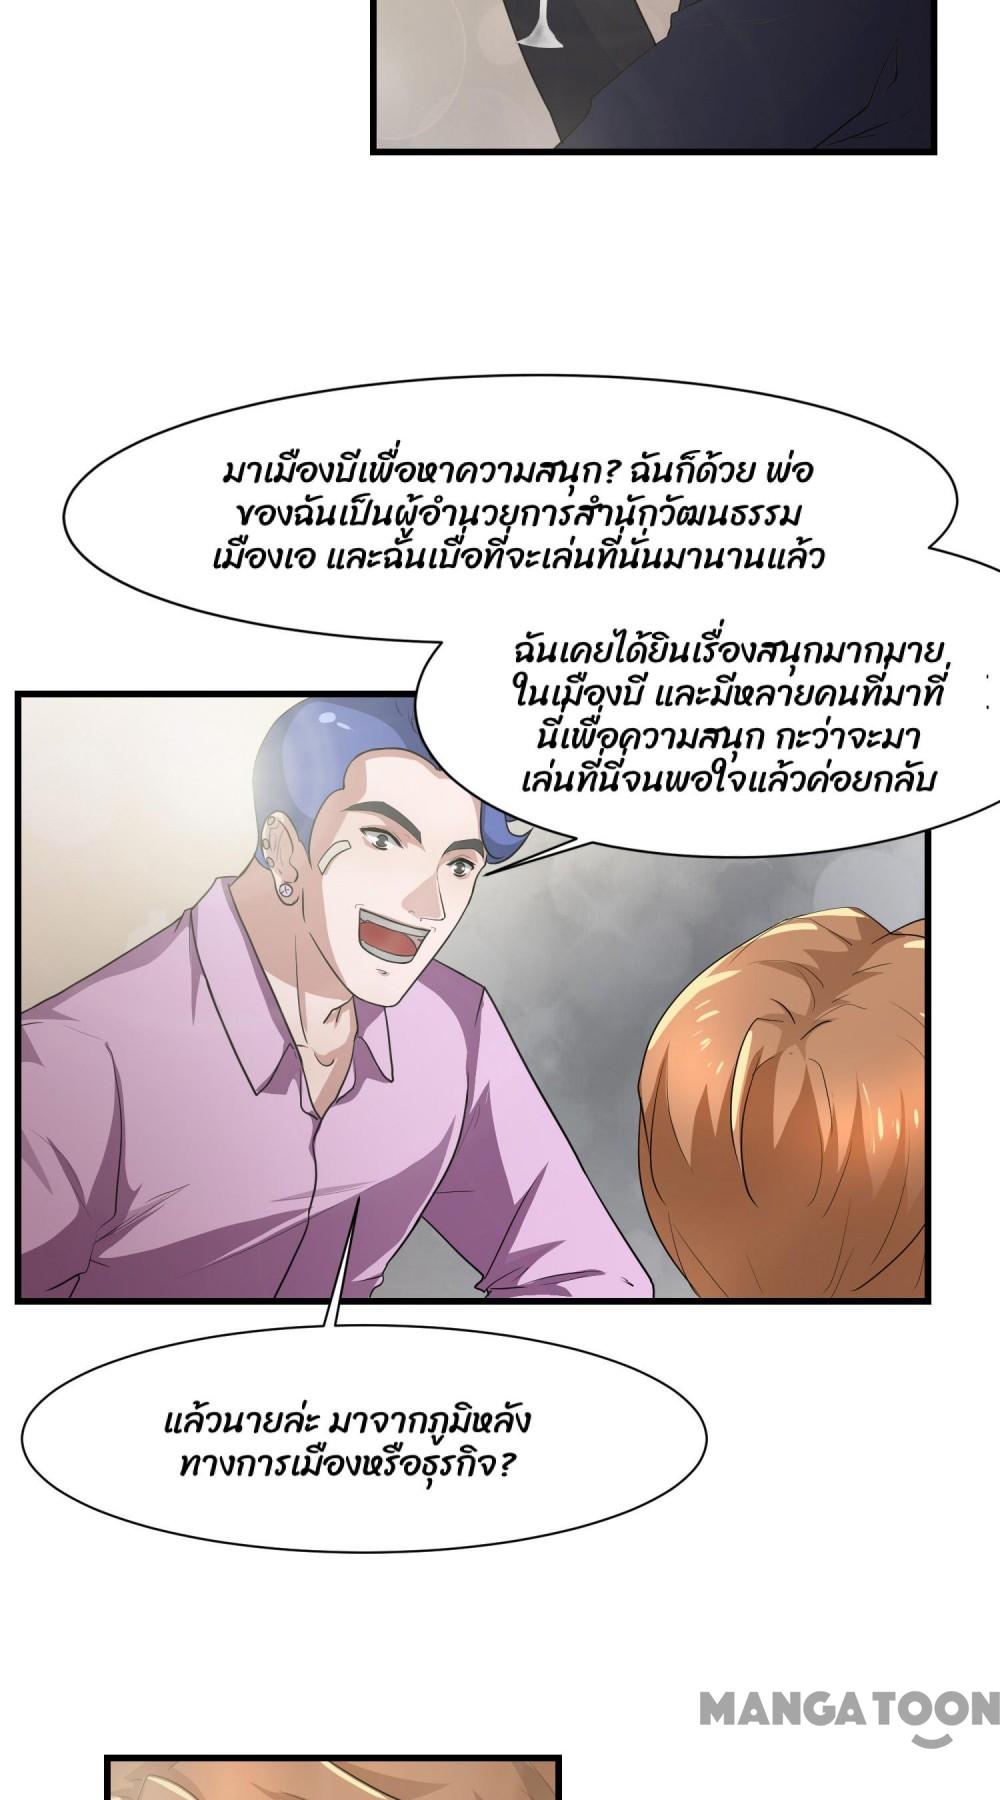 มาเมืองบีเพื่อหาความสนุก? ฉันก็ด้วย พ่อ
ของฉันเป็นผู้อำนวยการสำนักวัฒนธรรม
เมืองเอ และฉันเบื่อที่จะเล่นที่นั่นมานานแล้ว
ฉันเคยได้ยินเรื่องสนุกมากมาย
ในเมืองบี และมีหลายคนที่มาที่
นี่เพื่อความสนุก กะว่าจะมา
เล่นที่นี่จนพอใจแล้วค่อยกลับ
แล้วนายล่ะ มาจากภูมิหลัง
ทางการเมืองหรือธุรกิจ?
MANGATOON